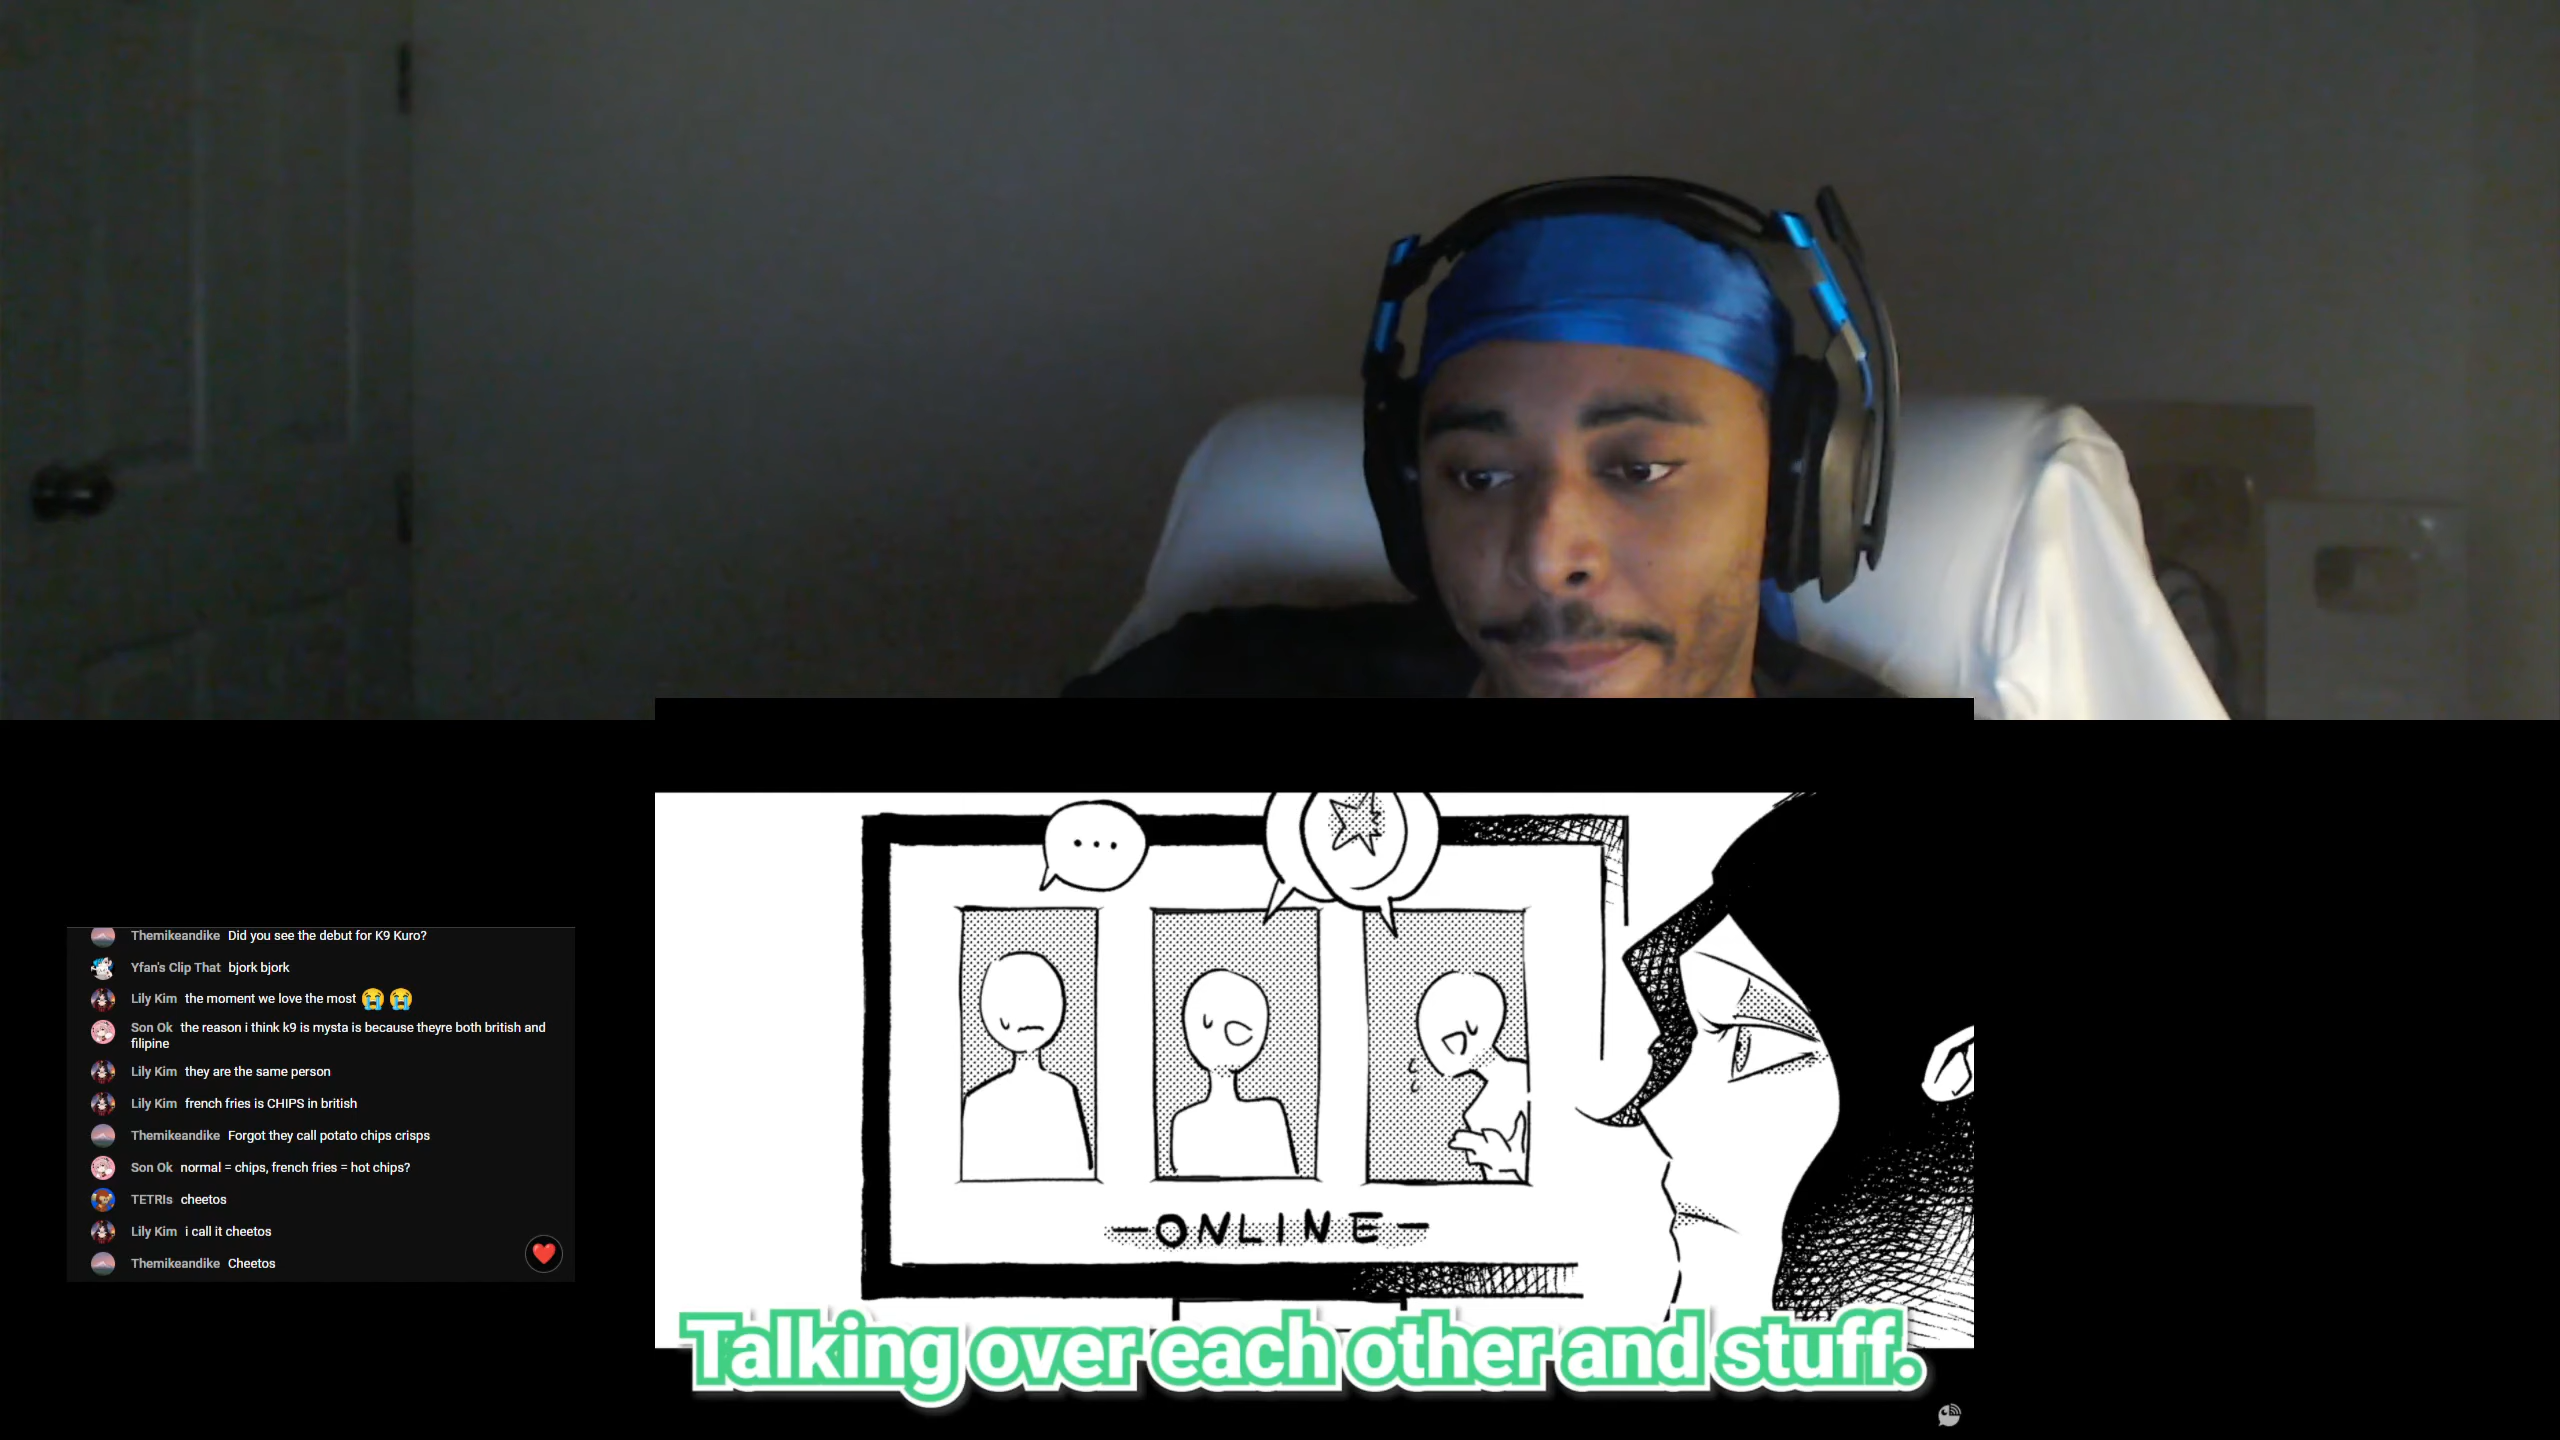 Themikeandike Did you see the debut for K9 Kuro?
Yfan's Clip That bjork bjork
Lily Kim the moment we love the most 😭 😭
Son Ok the reason i think k9 is mysta is because theyre both british and
filipine
Lily Kim they are the same person
Lily Kim french fries is CHIPS in british
Themikeandike Forgot they call potato chips crisps
Son Ok normal = chips, french fries = hot chips?
TETRIs cheetos
Lily Kim i call it cheetos
Themikeandike Cheetos
...
-ONLINE-
Talking over each other and stuff.